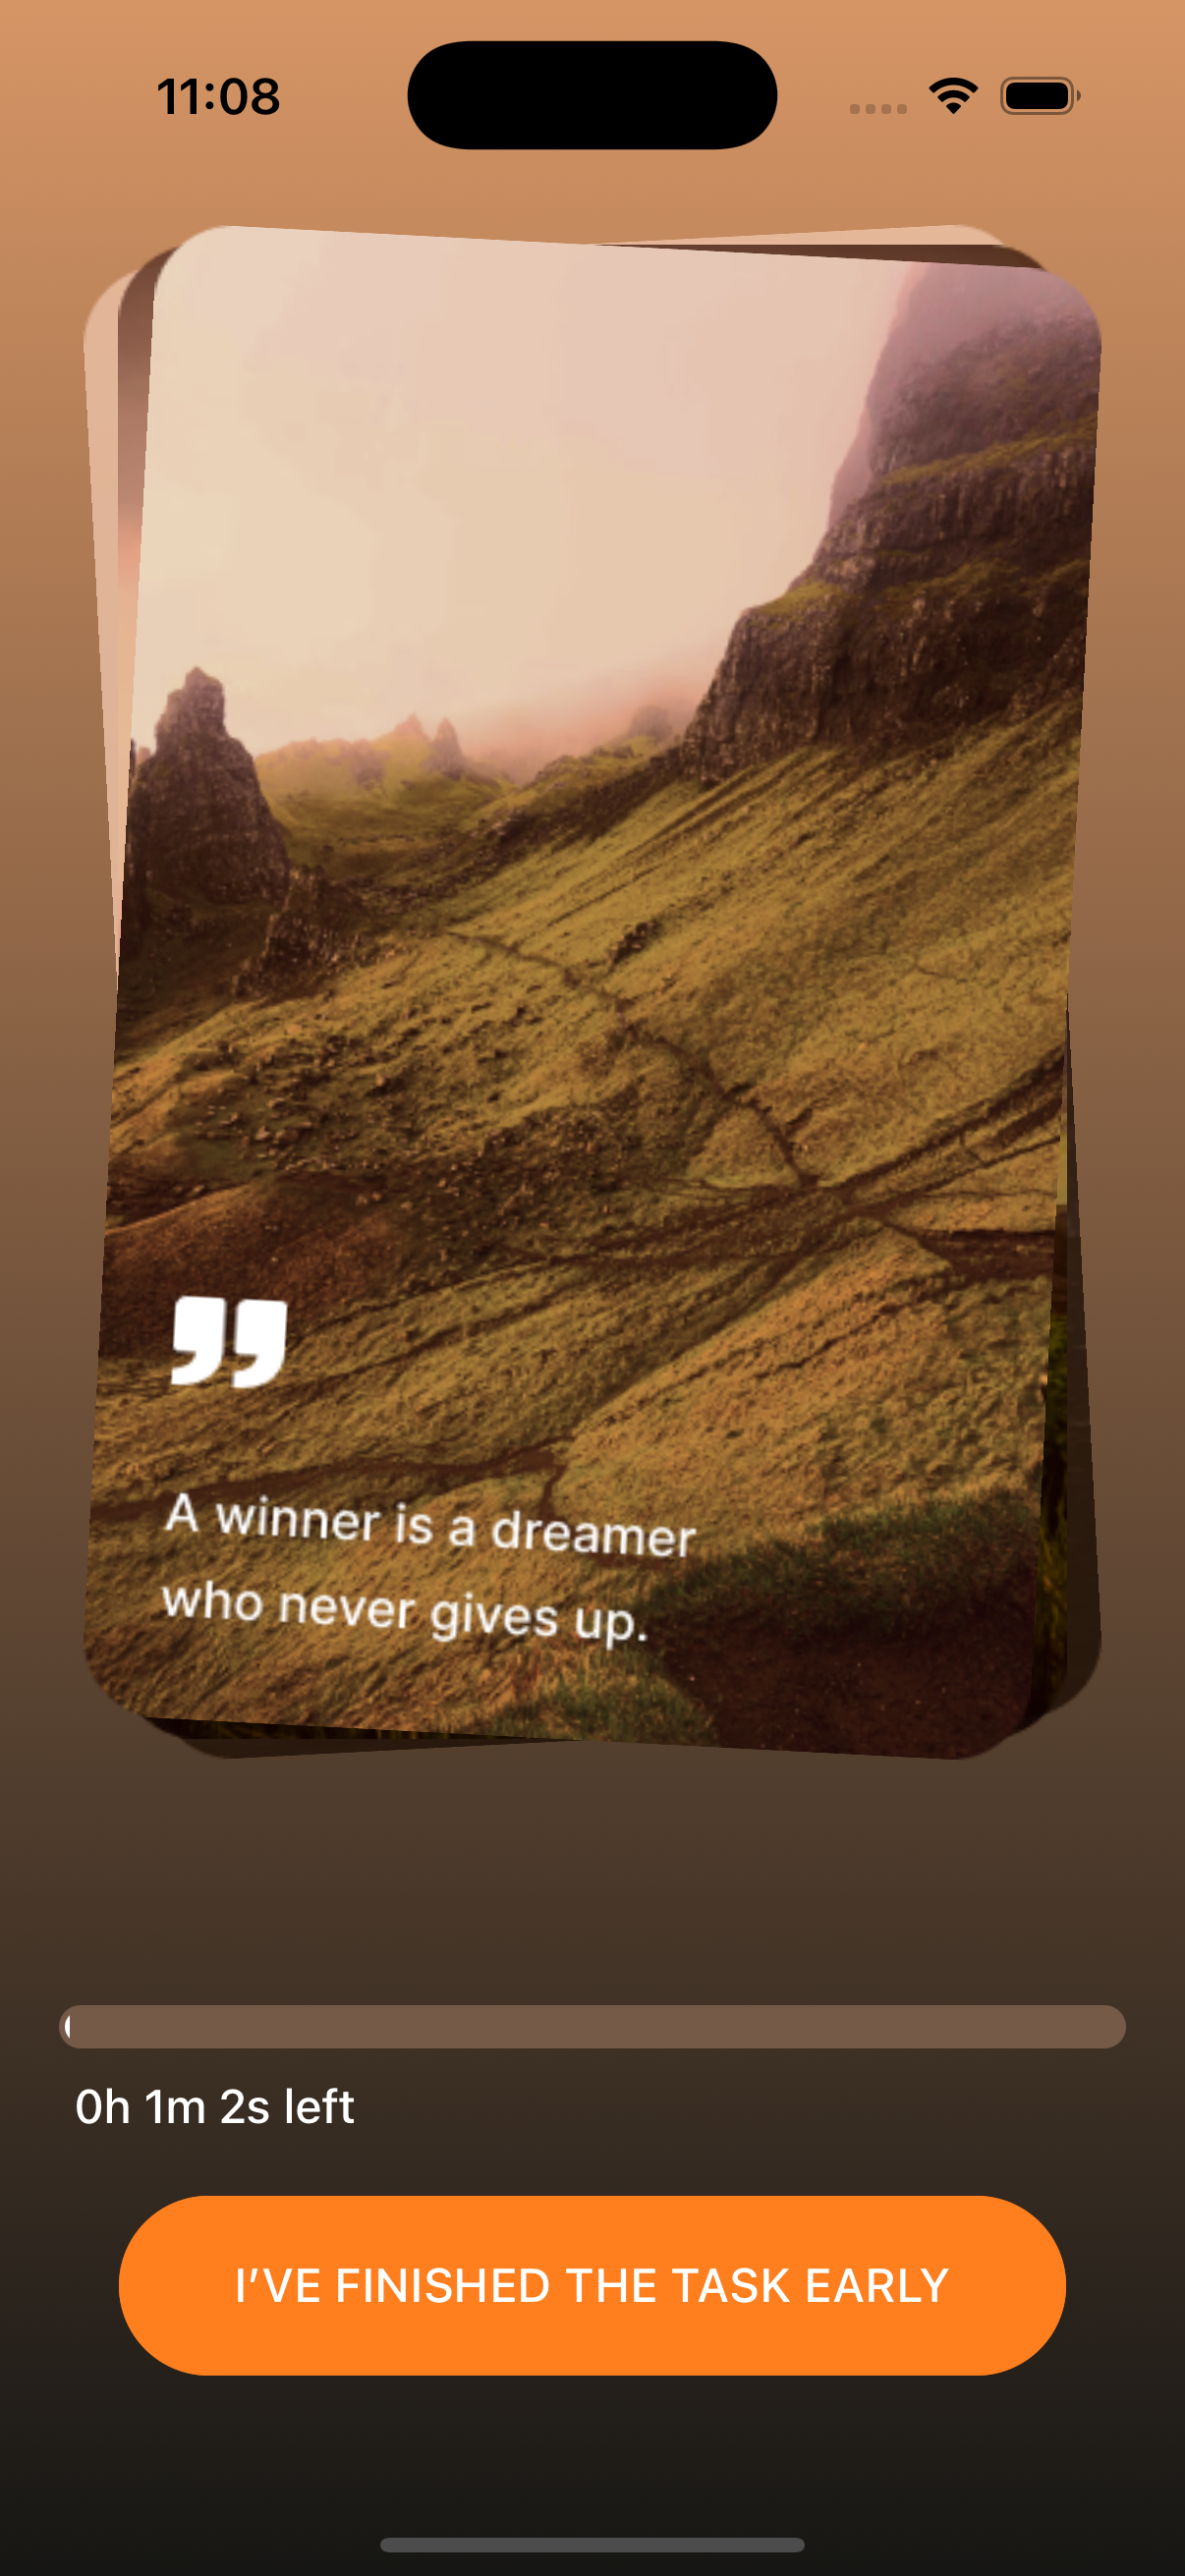 11:08
”
A winner is a dreamer
who never gives up.
0h 1m 2s left
I’VE FINISHED THE TASK EARLY